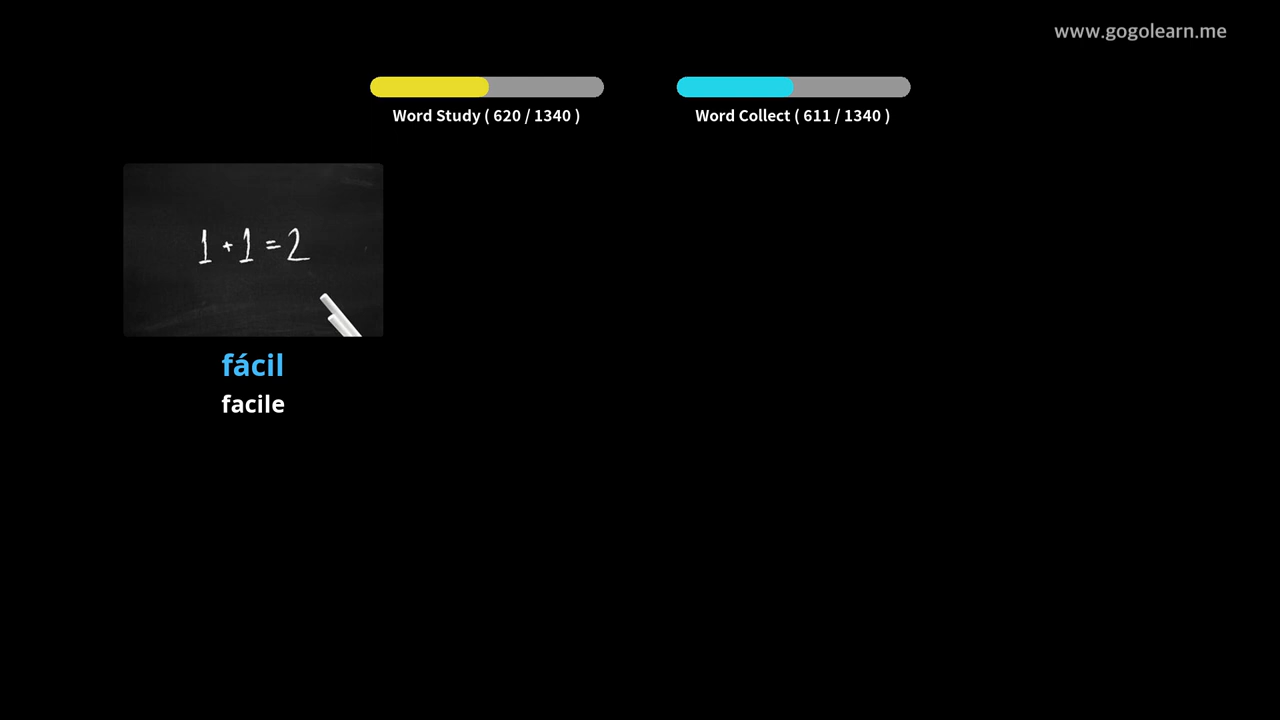 www.gogolearn.me
Word Study ( 620 / 1340 )
Word Collect ( 611 / 1340 )
1 + 1 = 2
fácil
facile